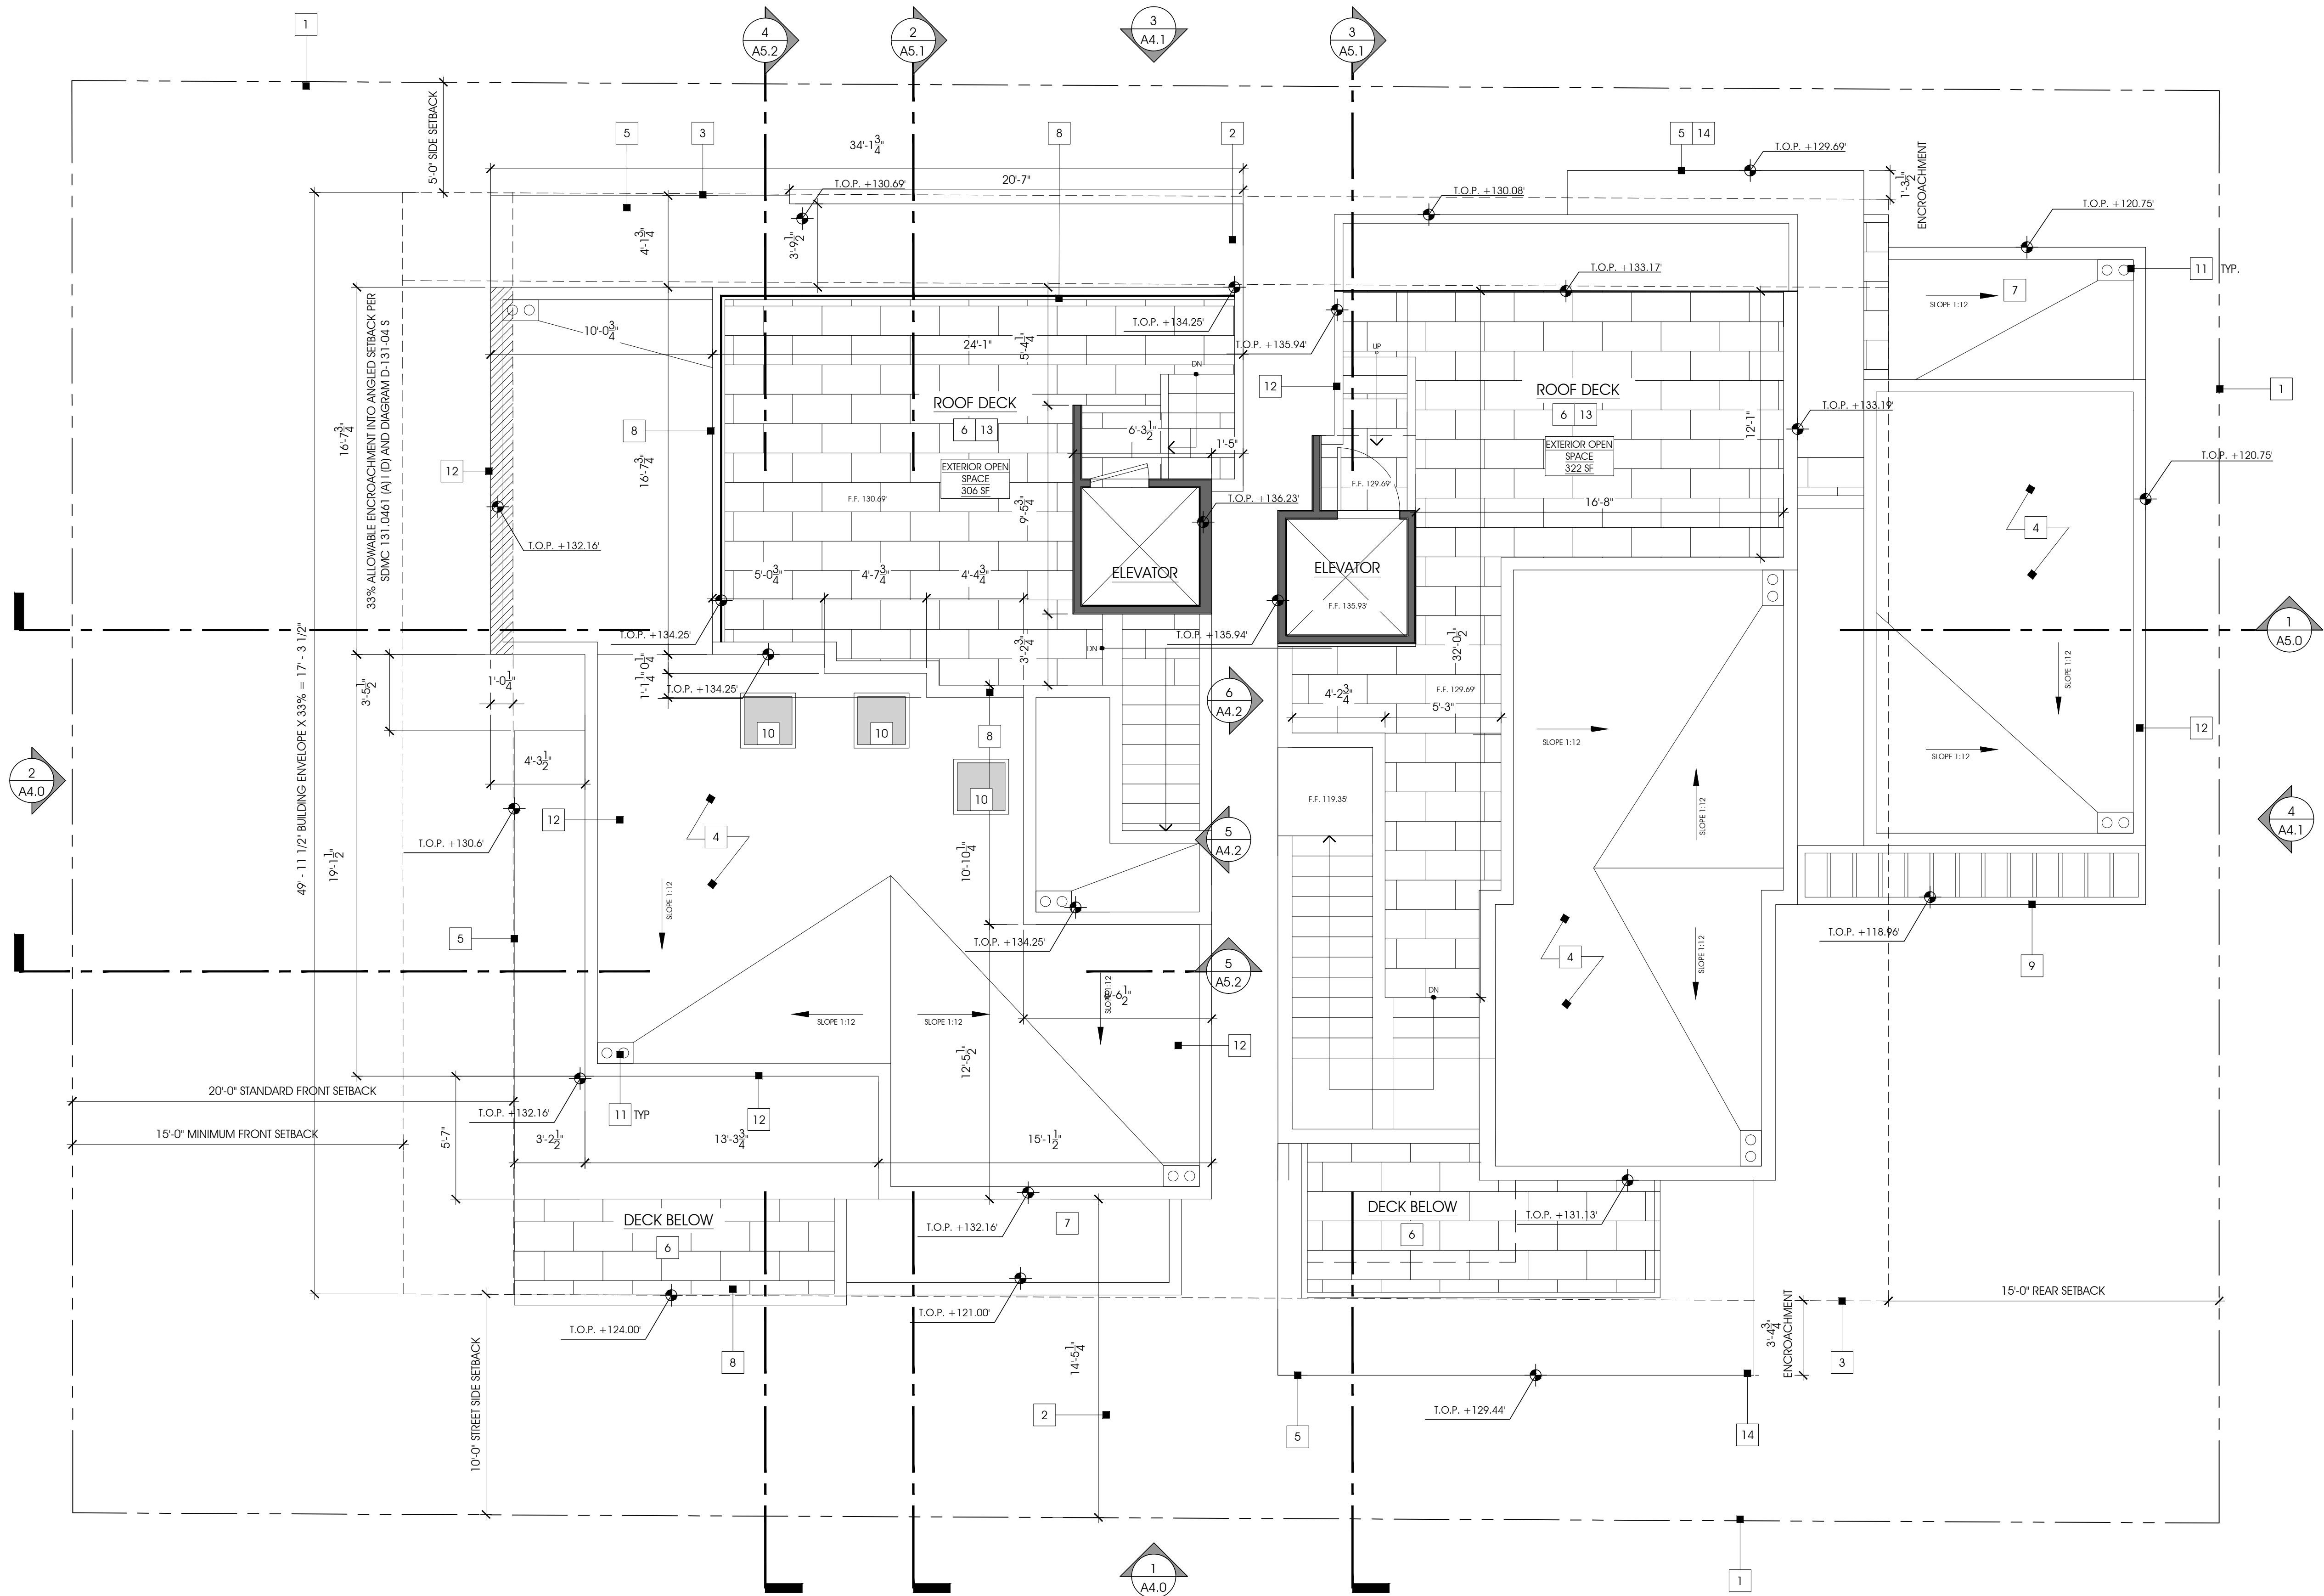 1
4
A5.2
2
A5.1
3
A4.1
3
A5.1
5'-0" SIDE SETBACK
5
3
8
2
5 14
34'-1 3/4"
20'-7"
T.O.P. +130.69'
T.O.P. +129.69'
T.O.P. +130.08'
1'-3 1/2"
ENCROACHMENT
T.O.P. +120.75'
4'-1 3/4"
3'-9 1/2"
T.O.P. +133.17'
11 TYP.
7
SLOPE 1:12
10'-0 3/4"
T.O.P. +134.25'
24'-1"
5'-4 1/4"
T.O.P. +135.94'
UP
DN
12
ROOF DECK
6 13
EXTERIOR OPEN
SPACE
306 SF
ROOF DECK
6 13
EXTERIOR OPEN
SPACE
322 SF
12'-1"
1
T.O.P. +133.19'
33% ALLOWABLE ENCROACHMENT INTO ANGLED SETBACK PER
SDMC 131.0461 (A) I (D) AND DIAGRAM D-131-04 S
16'-7 3/4"
8
12
16'-7 3/4"
6'-3 1/2"
1'-5"
T.O.P. +120.75'
F.F. 130.69'
F.F. 129.69'
T.O.P. +136.23'
16'-8"
9'-5 3/4"
4
T.O.P. +132.16'
5'-0 3/4"
4'-7 3/4"
4'-4 3/4"
ELEVATOR
ELEVATOR
F.F. 135.93'
T.O.P. +134.25'
T.O.P. +135.94'
1
A5.0
DN
3'-2 3/4"
32'-0 1/2"
0 1/4"
1'-1 1/4"
T.O.P. +134.25'
3'-5 1/2"
1'-0 1/4"
6
A4.2
4'-2 3/4"
F.F. 129.69'
5'-3"
SLOPE 1:12
SLOPE 1:12
SLOPE 1:12
12
10
10
8
2
A4.0
4'-3 1/2"
10
F.F. 119.35'
49' - 11 1/2" BUILDING ENVELOPE X 33% = 17' - 3 1/2"
19'-1 1/2"
T.O.P. +130.6'
12
4
5
A4.2
SLOPE 1:12
4
A4.1
10'-10 1/4"
SLOPE 1:12
5
T.O.P. +134.25'
T.O.P. +118.96'
9
4
SLOPE 1:12
5
A5.2
SLOPE 1:12
8'-6 1/2"
DN
SLOPE 1:12
SLOPE 1:12
12
12'-5 1/2"
20'-0" STANDARD FRONT SETBACK
T.O.P. +132.16'
11 TYP
12
15'-0" MINIMUM FRONT SETBACK
5'-7"
3'-2 1/2"
13'-3 3/4"
15'-1 1/2"
DECK BELOW
6
T.O.P. +132.16'
7
DECK BELOW
6
T.O.P. +131.13'
15'-0" REAR SETBACK
T.O.P. +124.00'
T.O.P. +121.00'
8
14'-5 1/4"
3'-4 3/4"
ENCROACHMENT
3
10'-0" STREET SIDE SETBACK
2
T.O.P. +129.44'
5
14
1
A4.0
1